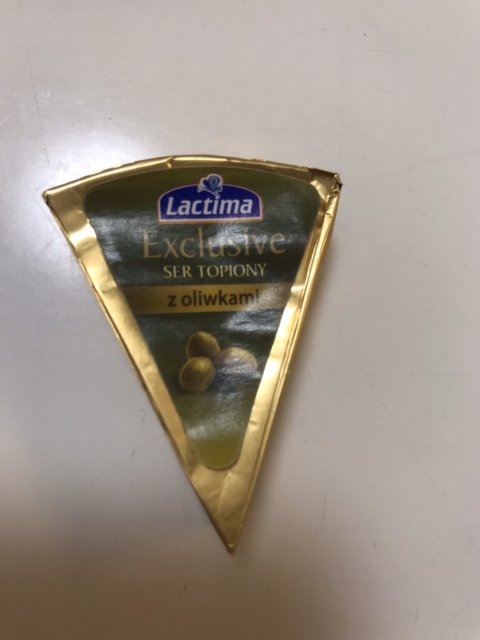 Lactima
Exclusive
SER TOPIONY
z oliwkami